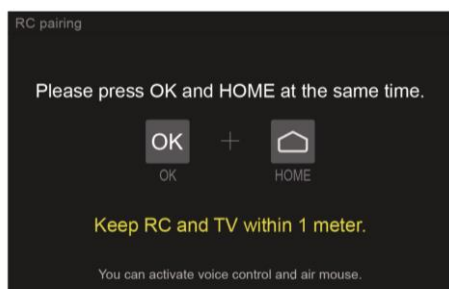 RC pairing
Please press OK and HOME at the same time.
OK + 
OK HOME
Keep RC and TV within 1 meter.
You can activate voice control and air mouse.